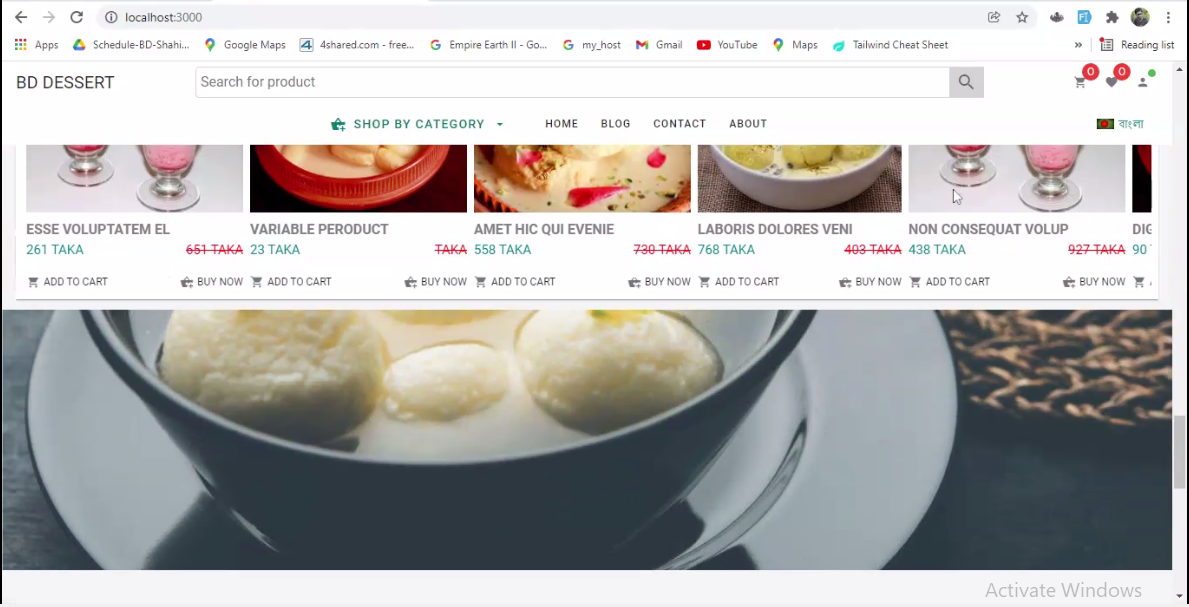 localhost:3000
Apps Schedule-BD-Shahi... Google Maps 4shared.com - free... Empire Earth II - Go... my_host Gmail YouTube Maps Tailwind Cheat Sheet » Reading list
BD DESSERT Search for product 0 0
SHOP BY CATEGORY HOME BLOG CONTACT ABOUT বাংলা
ESSE VOLUPTATEM EL VARIABLE PERODUCT AMET HIC QUI EVENIE LABORIS DOLORES VENI NON CONSEQUAT VOLUP DIG
261 TAKA 651 TAKA 23 TAKA TAKA 558 TAKA 730 TAKA 768 TAKA 403 TAKA 438 TAKA 927 TAKA 90
ADD TO CART BUY NOW ADD TO CART BUY NOW ADD TO CART BUY NOW ADD TO CART BUY NOW ADD TO CART BUY NOW
Activate Windows